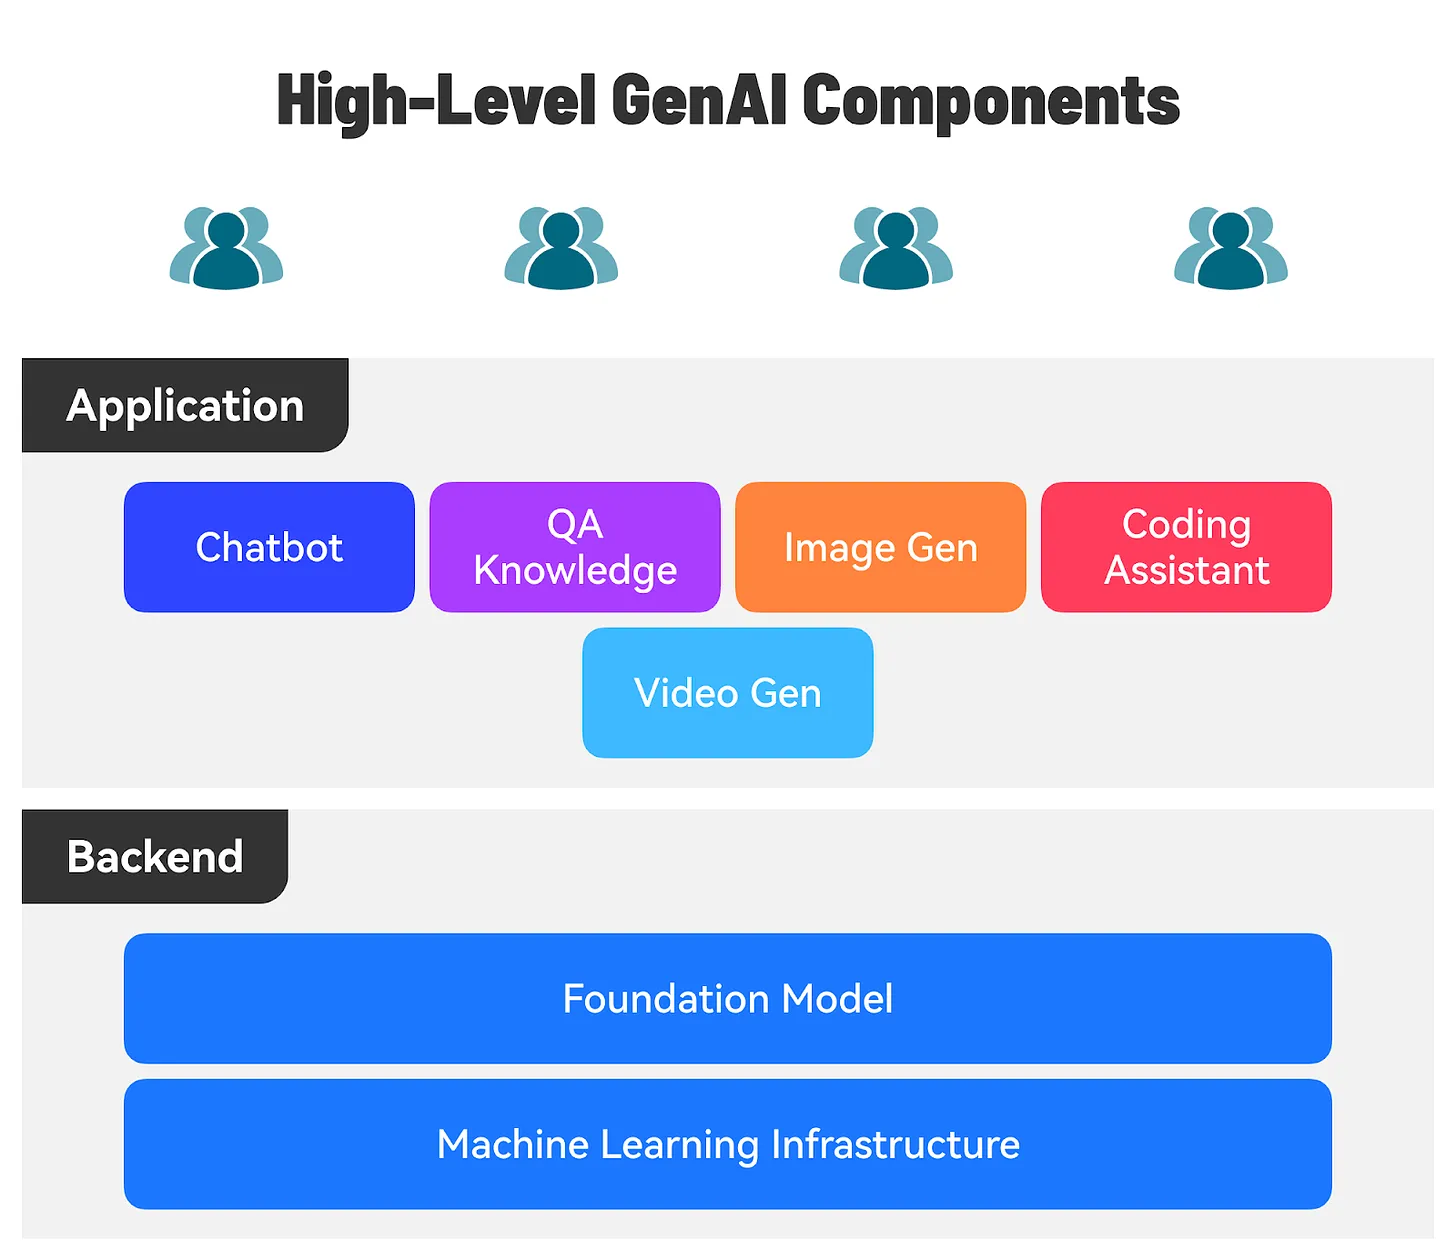 High-Level GenAI Components
Application
Chatbot
QA
Knowledge
Image Gen
Coding
Assistant
Video Gen
Backend
Foundation Model
Machine Learning Infrastructure